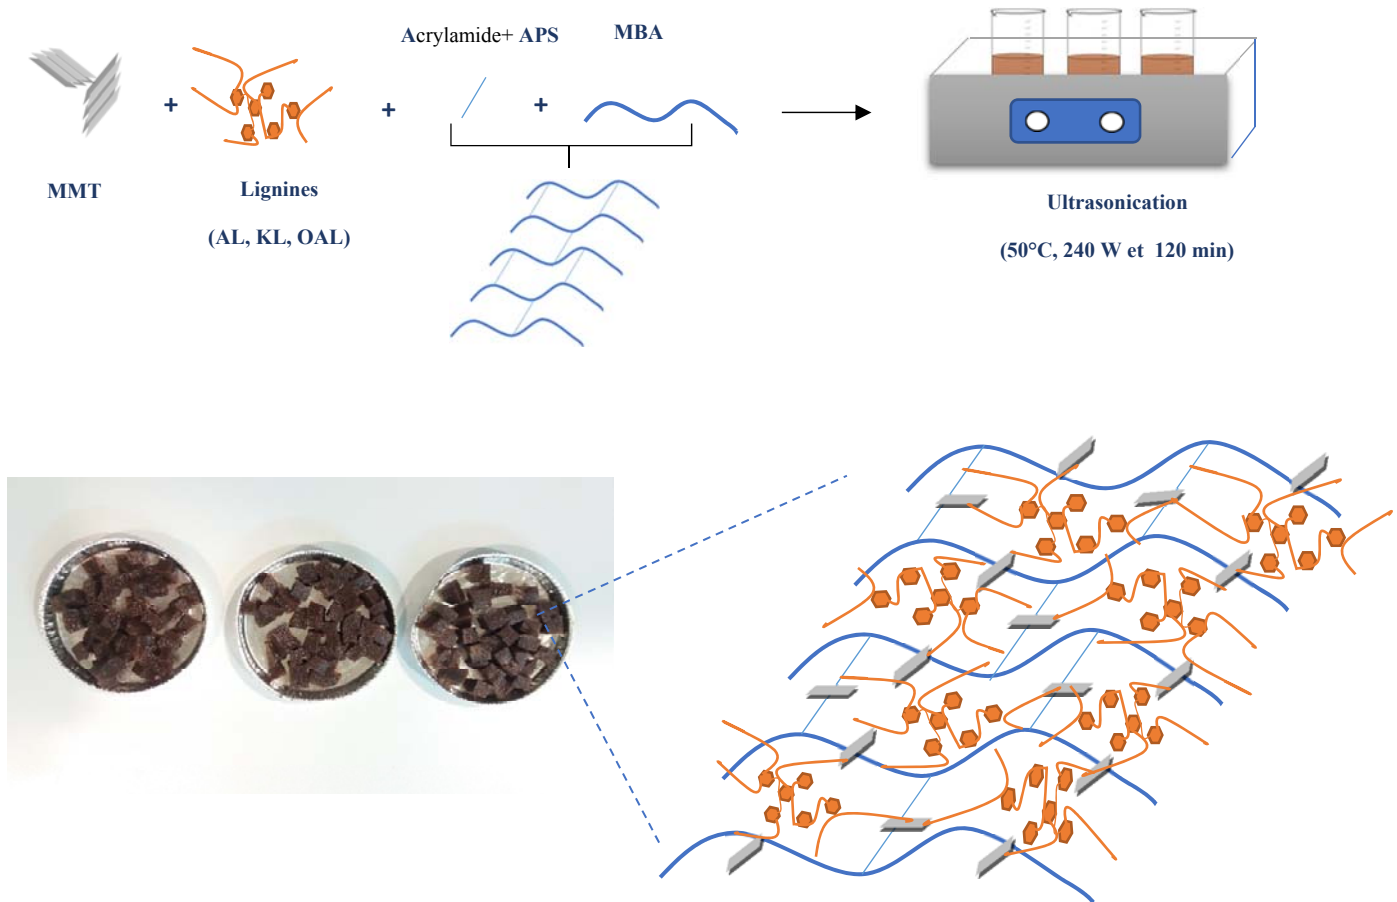 Acrylamide+ APS
MBA
+
+
+
MMT
Lignines
(AL, KL, OAL)
Ultrasonication
(50°C, 240 W et 120 min)